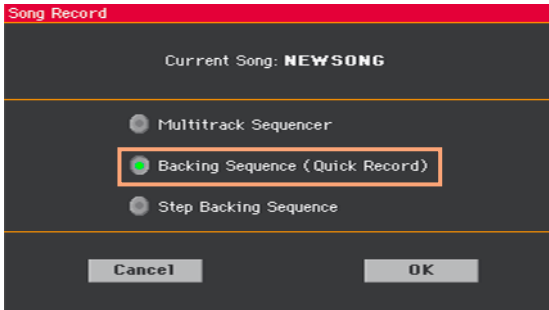 Song Record
Current Song: NEWSONG
Multitrack Sequencer
Backing Sequence (Quick Record)
Step Backing Sequence
Cancel OK